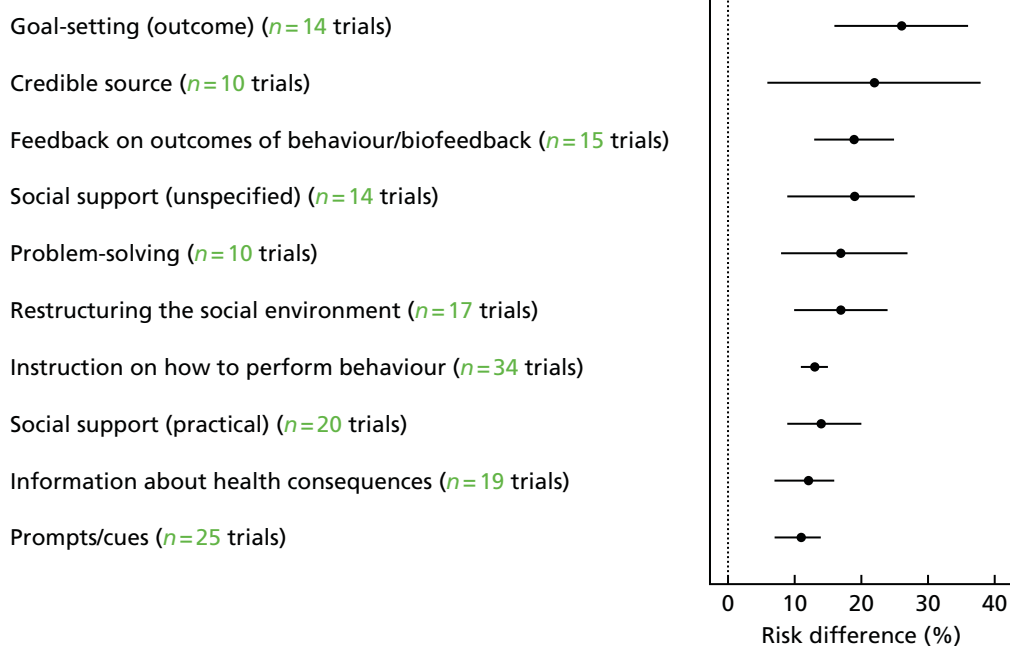 Goal-setting (outcome) (n=14 trials)
Credible source (n=10 trials)
Feedback on outcomes of behaviour/biofeedback (n=15 trials)
Social support (unspecified) (n=14 trials)
Problem-solving (n=10 trials)
Restructuring the social environment (n=17 trials)
Instruction on how to perform behaviour (n=34 trials)
Social support (practical) (n=20 trials)
Information about health consequences (n=19 trials)
Prompts/cues (n=25 trials)
0 10 20 30 40
Risk difference (%)